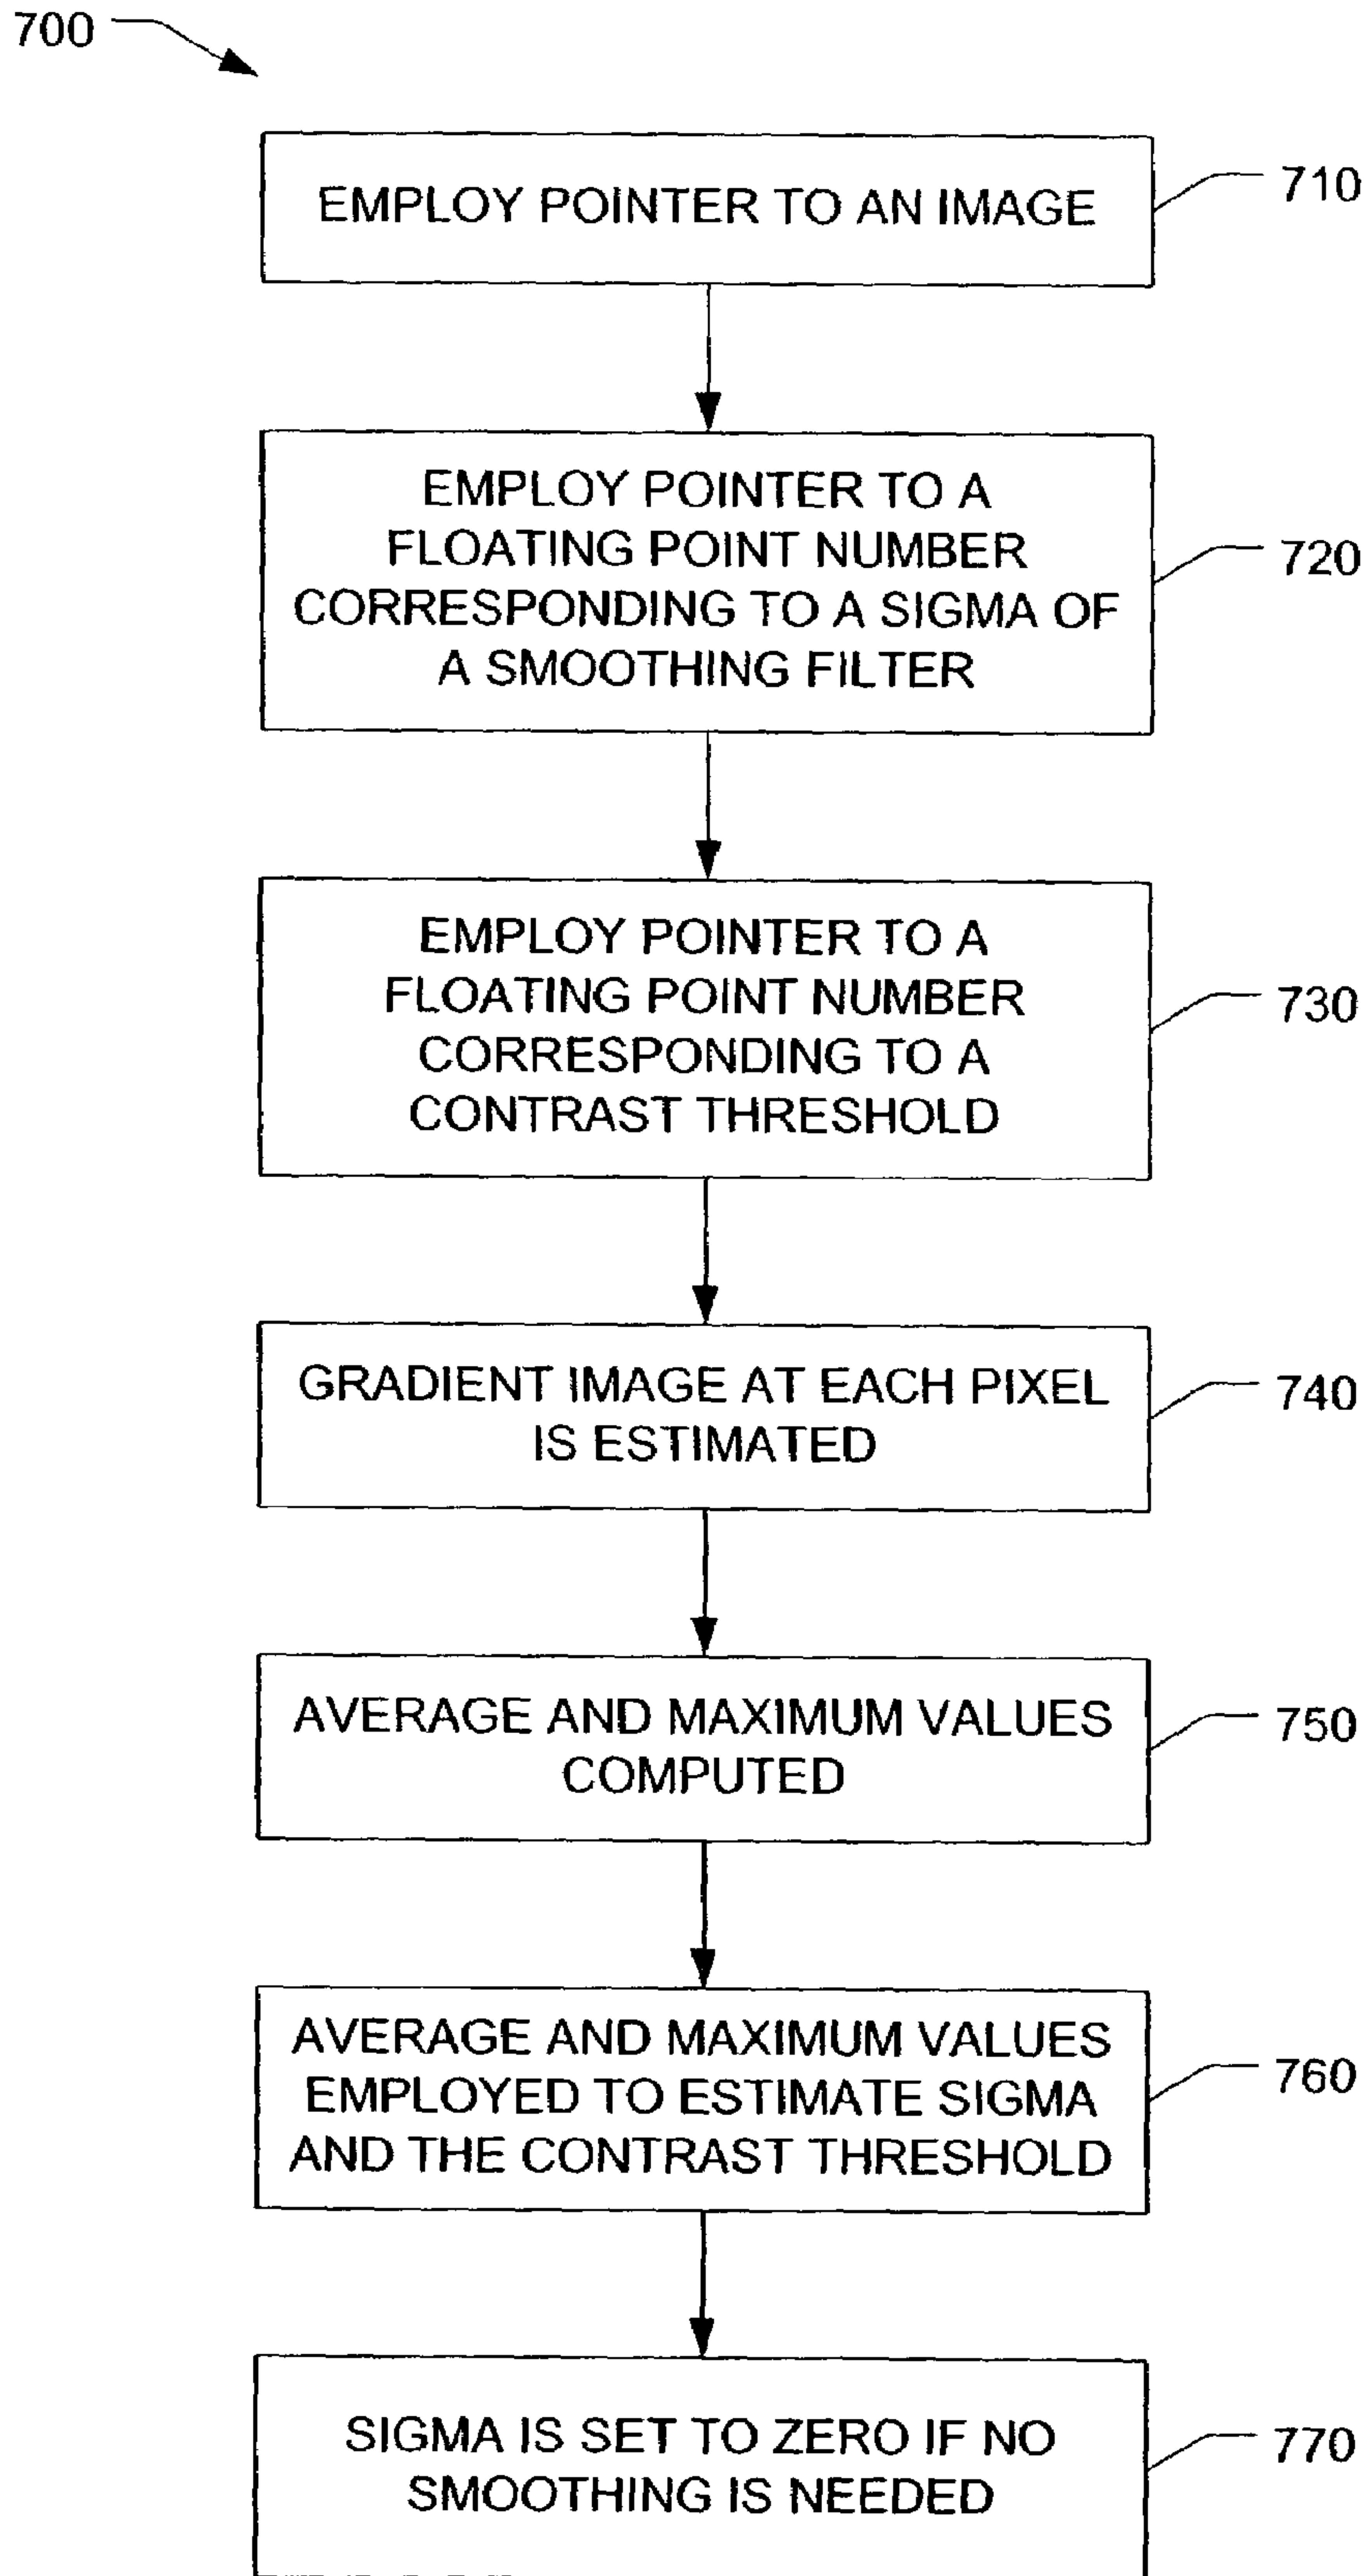 700
EMPLOY POINTER TO AN IMAGE
710
EMPLOY POINTER TO A
FLOATING POINT NUMBER
CORRESPONDING TO A SIGMA OF
A SMOOTHING FILTER
720
EMPLOY POINTER TO A
FLOATING POINT NUMBER
CORRESPONDING TO A
CONTRAST THRESHOLD
730
GRADIENT IMAGE AT EACH PIXEL
IS ESTIMATED
740
AVERAGE AND MAXIMUM VALUES
COMPUTED
750
AVERAGE AND MAXIMUM VALUES
EMPLOYED TO ESTIMATE SIGMA
AND THE CONTRAST THRESHOLD
760
SIGMA IS SET TO ZERO IF NO
SMOOTHING IS NEEDED
770